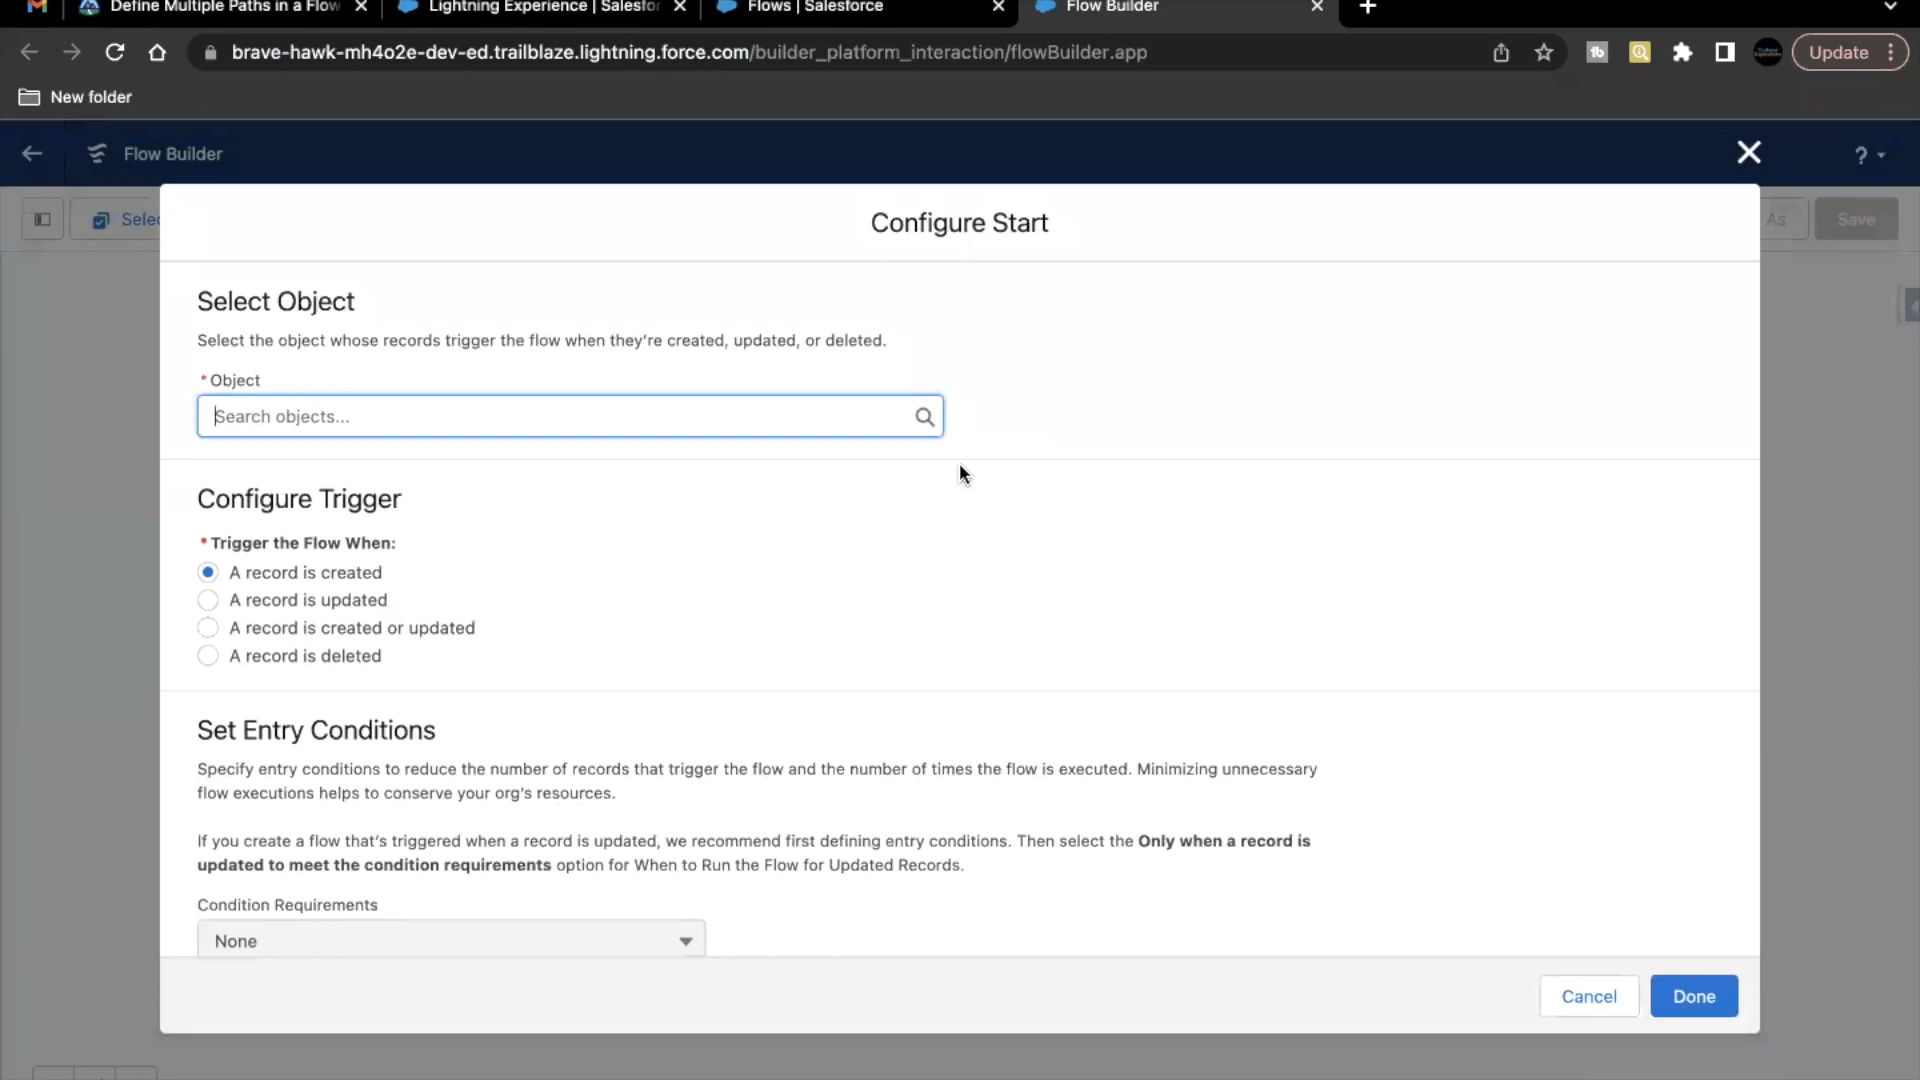 Define Multiple Paths in a Flow
Lightning Experience | Salesfor
Flows | Salesforce
Flow Builder
brave-hawk-mh4o2e-dev-ed.trailblaze.lightning.force.com/builder_platform_interaction/flowBuilder.app
Update
New folder
Flow Builder
?
Selec
As
Save
Configure Start
Select Object
Select the object whose records trigger the flow when they're created, updated, or deleted.
* Object
Search objects...
Configure Trigger
* Trigger the Flow When:
A record is created
A record is updated
A record is created or updated
A record is deleted
Set Entry Conditions
Specify entry conditions to reduce the number of records that trigger the flow and the number of times the flow is executed. Minimizing unnecessary
flow executions helps to conserve your org's resources.
If you create a flow that's triggered when a record is updated, we recommend first defining entry conditions. Then select the Only when a record is
updated to meet the condition requirements option for When to Run the Flow for Updated Records.
Condition Requirements
None
Cancel
Done